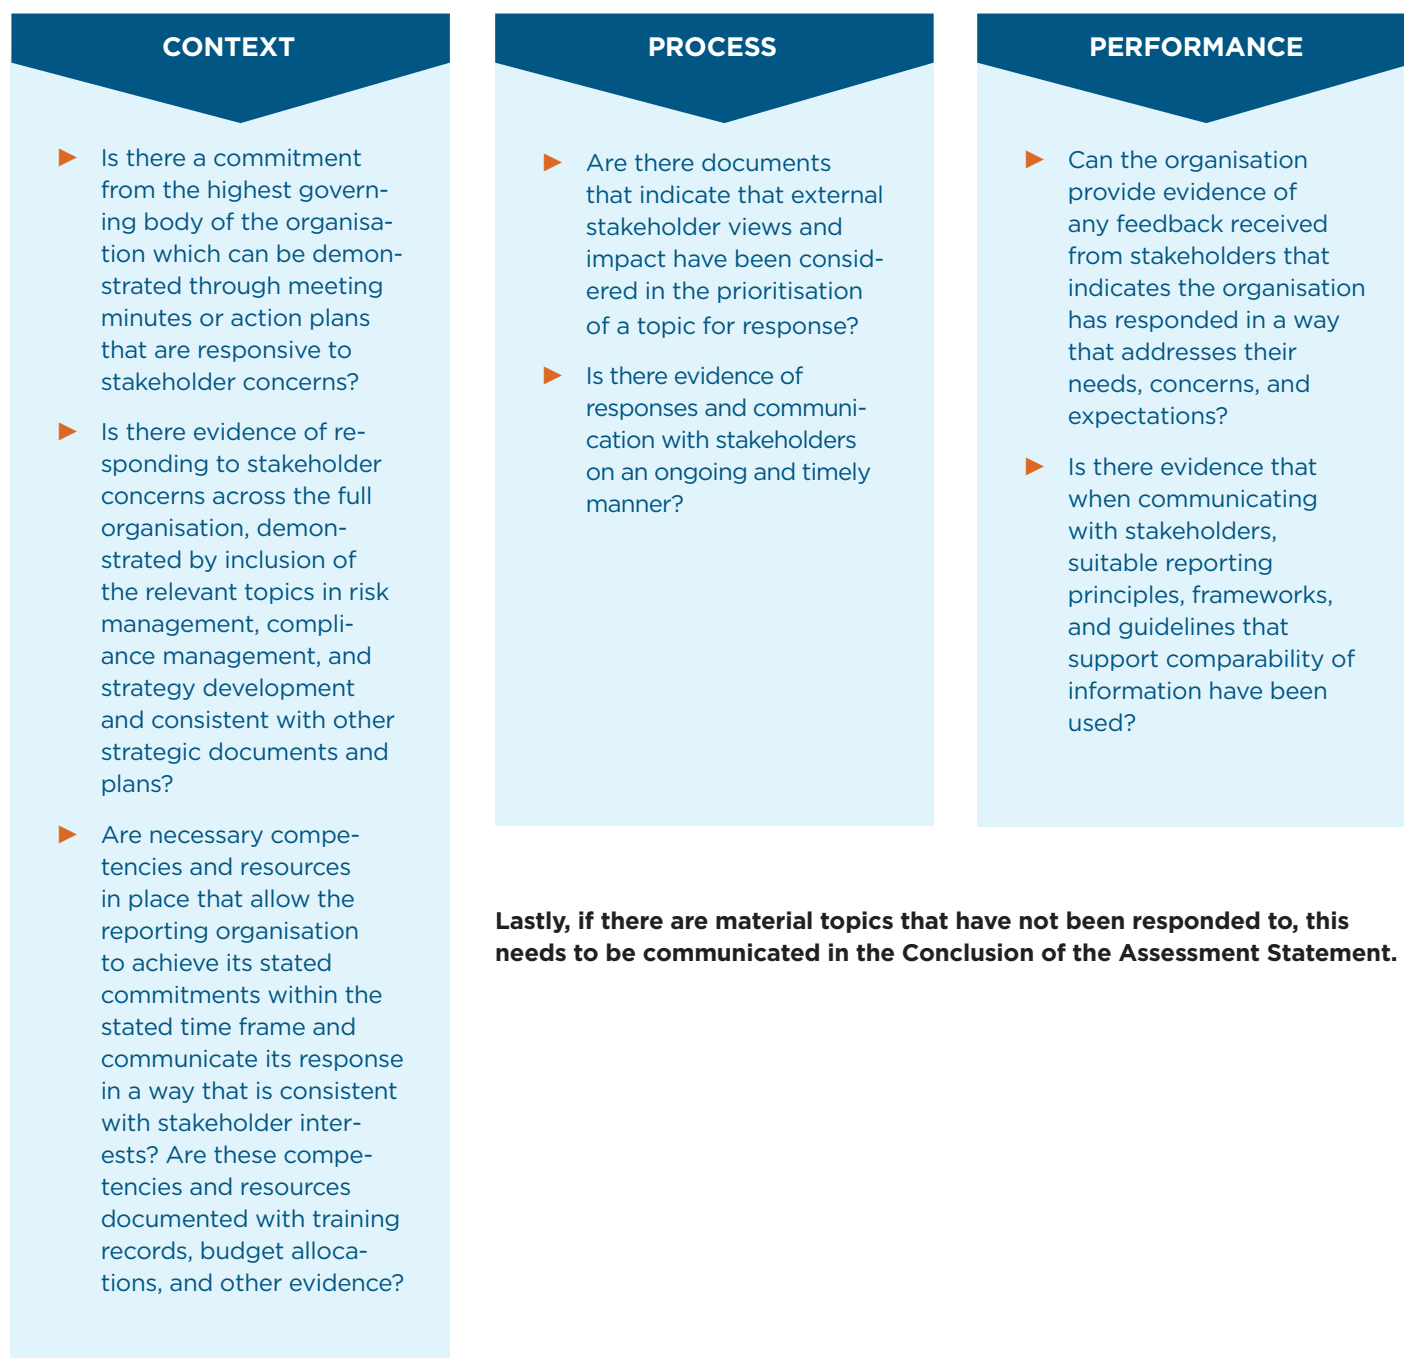 CONTEXT
Is there a commitment
from the highest govern-
ing body of the organisa-
tion which can be demon-
strated through meeting
minutes or action plans
that are responsive to
stakeholder concerns?
Is there evidence of re-
sponding to stakeholder
concerns across the full
organisation, demon-
strated by inclusion of
the relevant topics in risk
management, compli-
ance management, and
strategy development
and consistent with other
strategic documents and
plans?
Are necessary compe-
tencies and resources
in place that allow the
reporting organisation
to achieve its stated
commitments within the
stated time frame and
communicate its response
in a way that is consistent
with stakeholder inter-
ests? Are these compe-
tencies and resources
documented with training
records, budget alloca-
tions, and other evidence?
PROCESS
Are there documents
that indicate that external
stakeholder views and
impact have been consid-
ered in the prioritisation
of a topic for response?
Is there evidence of
responses and communi-
cation with stakeholders
on an ongoing and timely
manner?
PERFORMANCE
Can the organisation
provide evidence of
any feedback received
from stakeholders that
indicates the organisation
has responded in a way
that addresses their
needs, concerns, and
expectations?
Is there evidence that
when communicating
with stakeholders,
suitable reporting
principles, frameworks,
and guidelines that
support comparability of
information have been
used?
Lastly, if there are material topics that have not been responded to, this
needs to be communicated in the Conclusion of the Assessment Statement.